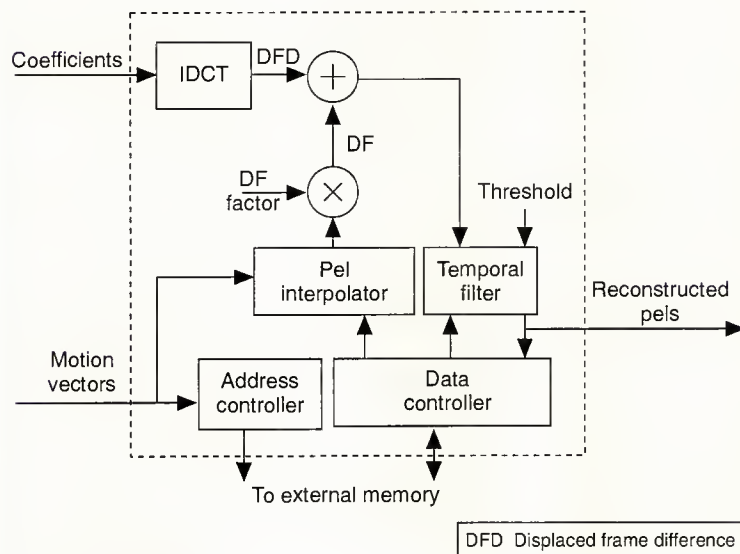 Coefficients
IDCT
DFD
+
DF
DF
factor
×
Threshold
Pel
interpolator
Temporal
filter
Reconstructed
pels
Motion
vectors
Address
controller
Data
controller
To external memory
DFD Displaced frame difference